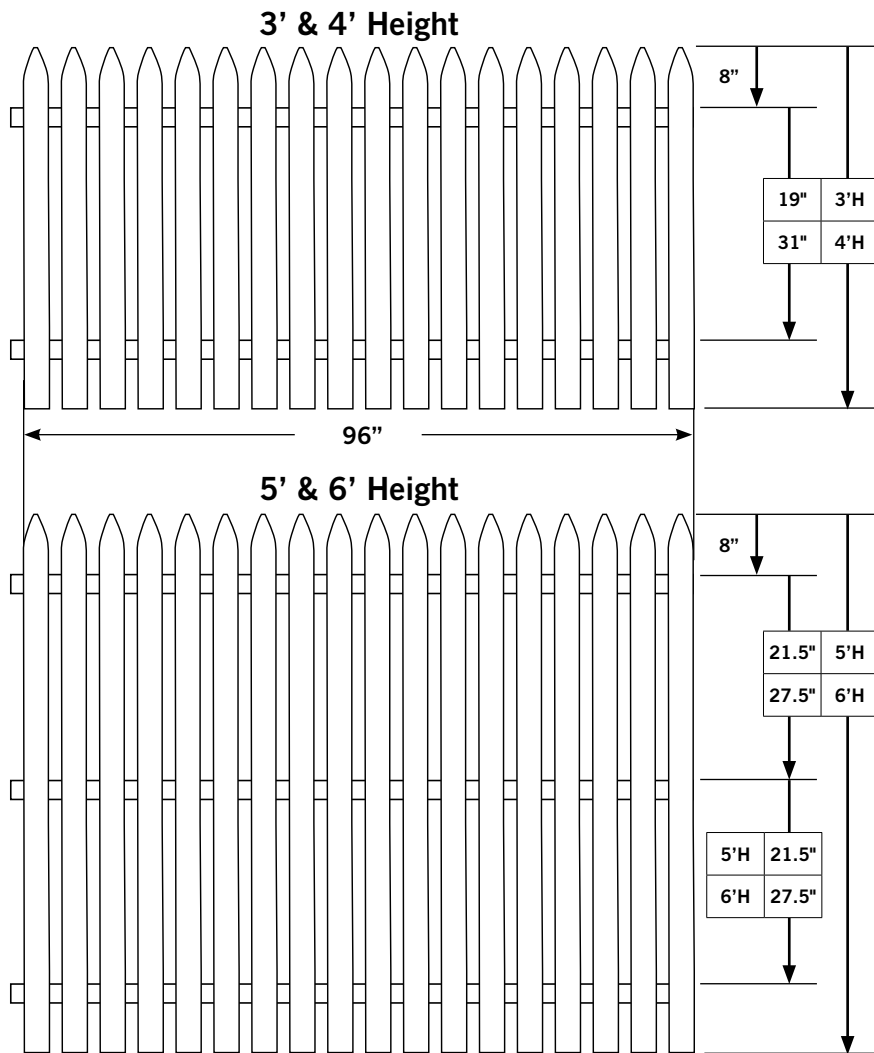 3’ & 4’ Height
8”
19" 3’H
31" 4’H
96”
5’ & 6’ Height
8”
21.5" 5’H
27.5" 6’H
5’H 21.5"
6’H 27.5"